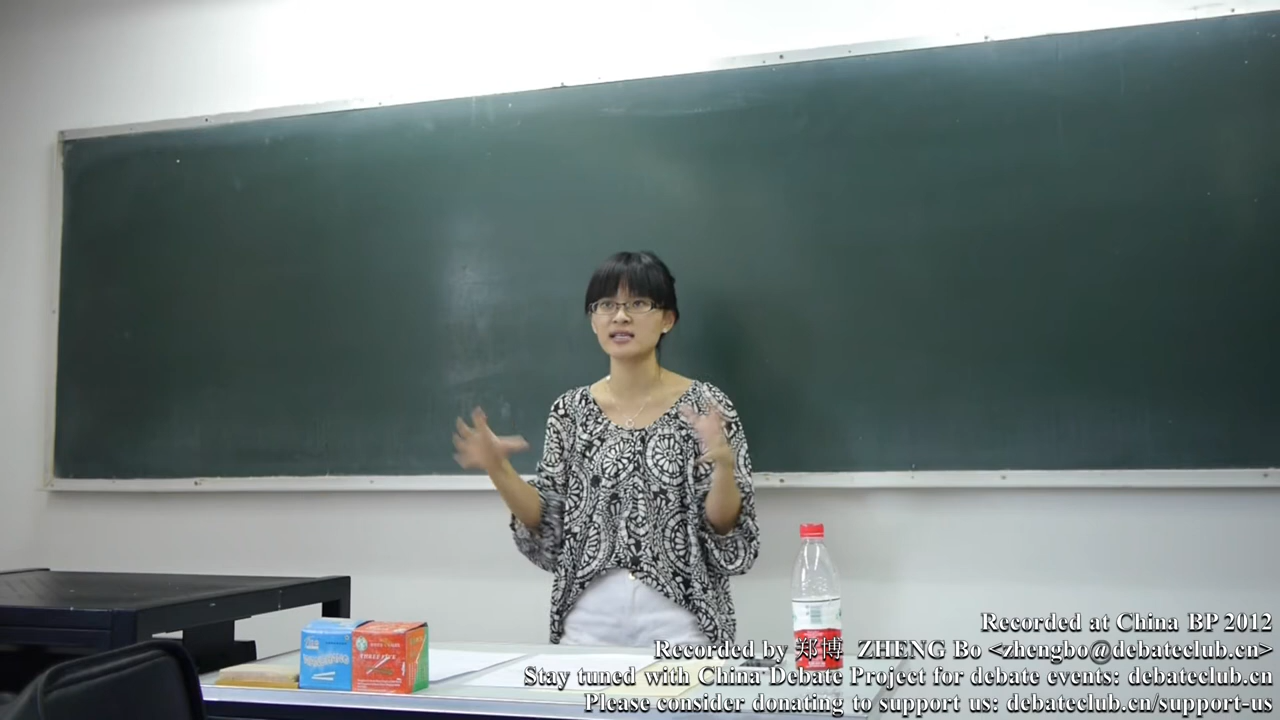 Recorded at China BP 2012
Recorded by 郑博 ZHENG Bo <zhengbo@debateclub.cn>
Stay tuned with China Debate Project for debate events: debateclub.cn
Please consider donating to support us: debateclub.cn/support-us